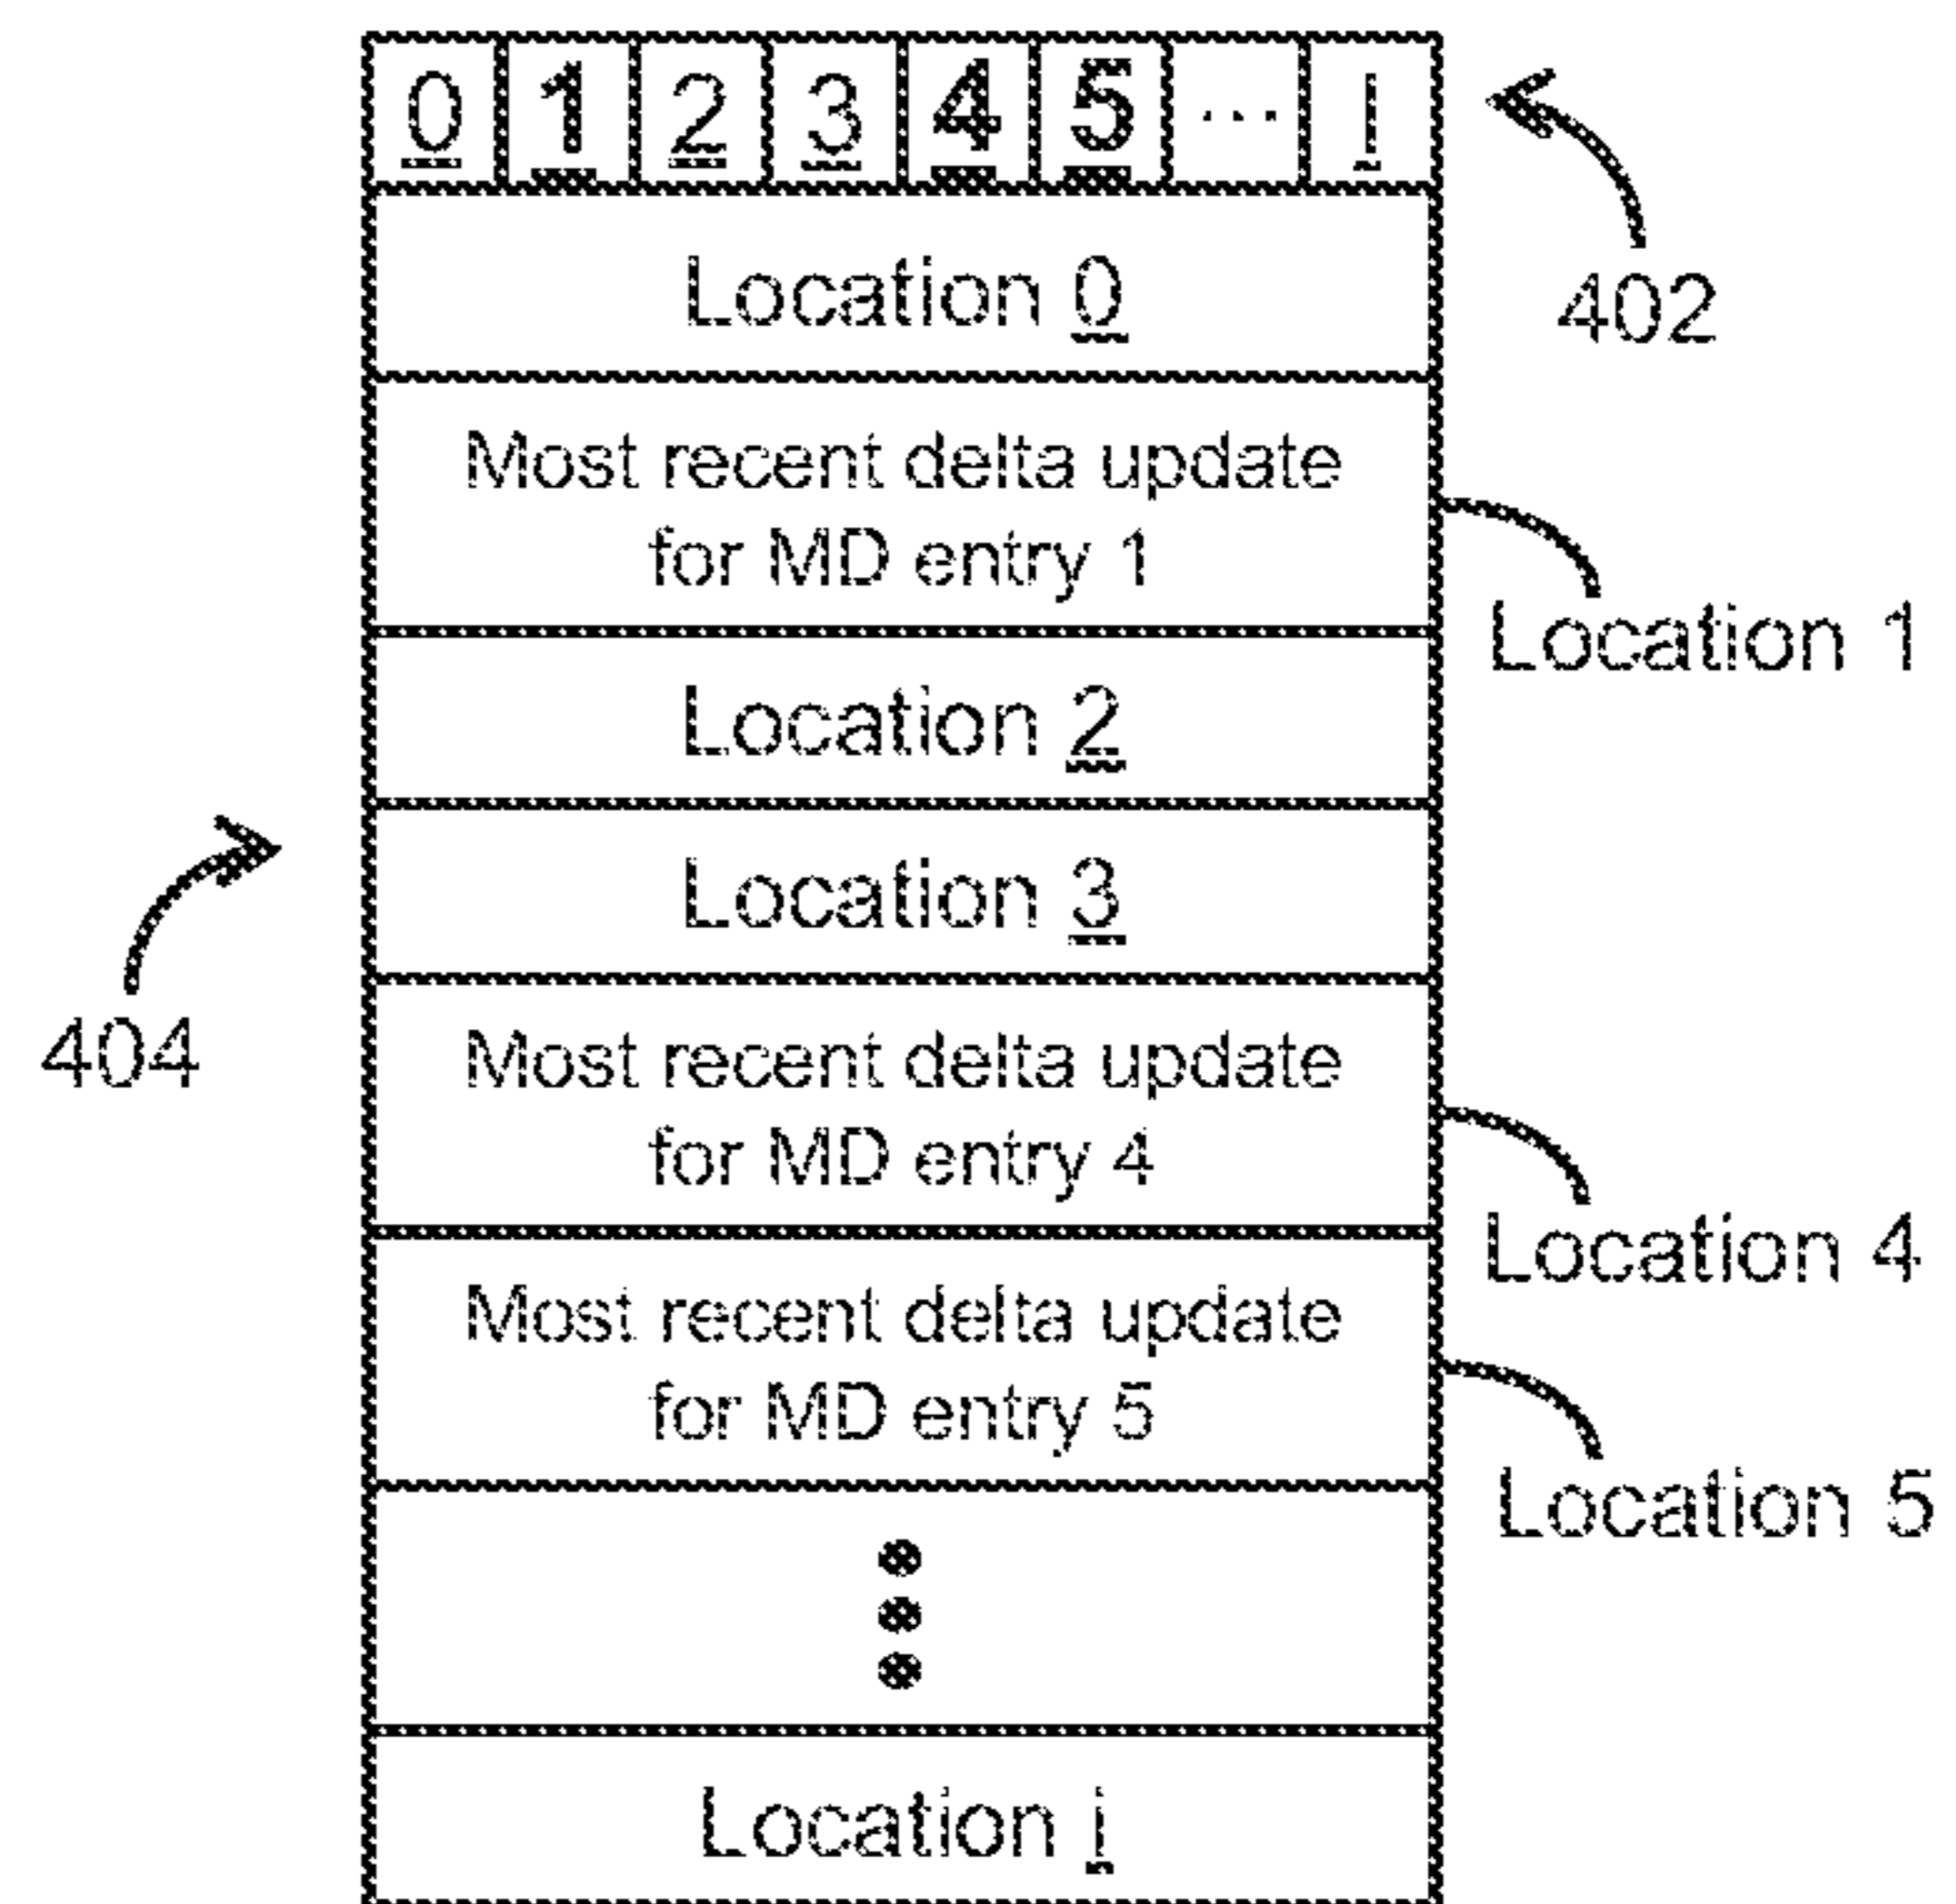 0 1 2 3 4 5 ... i
402
Location 0
Most recent delta update
for MD entry 1
Location 1
Location 2
Location 3
404
Most recent delta update
for MD entry 4
Location 4
Most recent delta update
for MD entry 5
Location 5
Location i